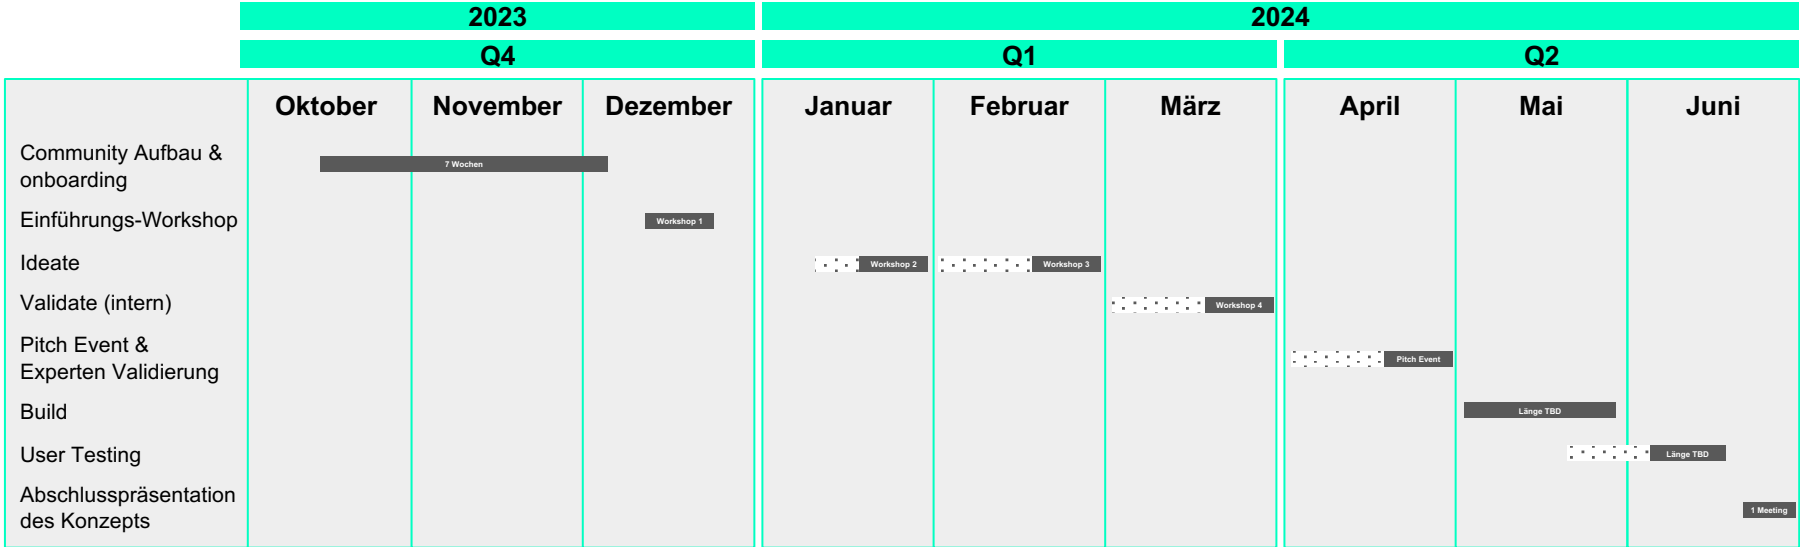 2023
2024
Q4
Q1
Q2
Oktober
November
Dezember
Januar
Februar
März
April
Mai
Juni
Community Aufbau &
onboarding
7 Wochen
Einführungs-Workshop
Workshop 1
Ideate
Workshop 2
Workshop 3
Validate (intern)
Workshop 4
Pitch Event &
Experten Validierung
Pitch Event
Build
Länge TBD
User Testing
Länge TBD
Abschlusspräsentation
des Konzepts
1 Meeting